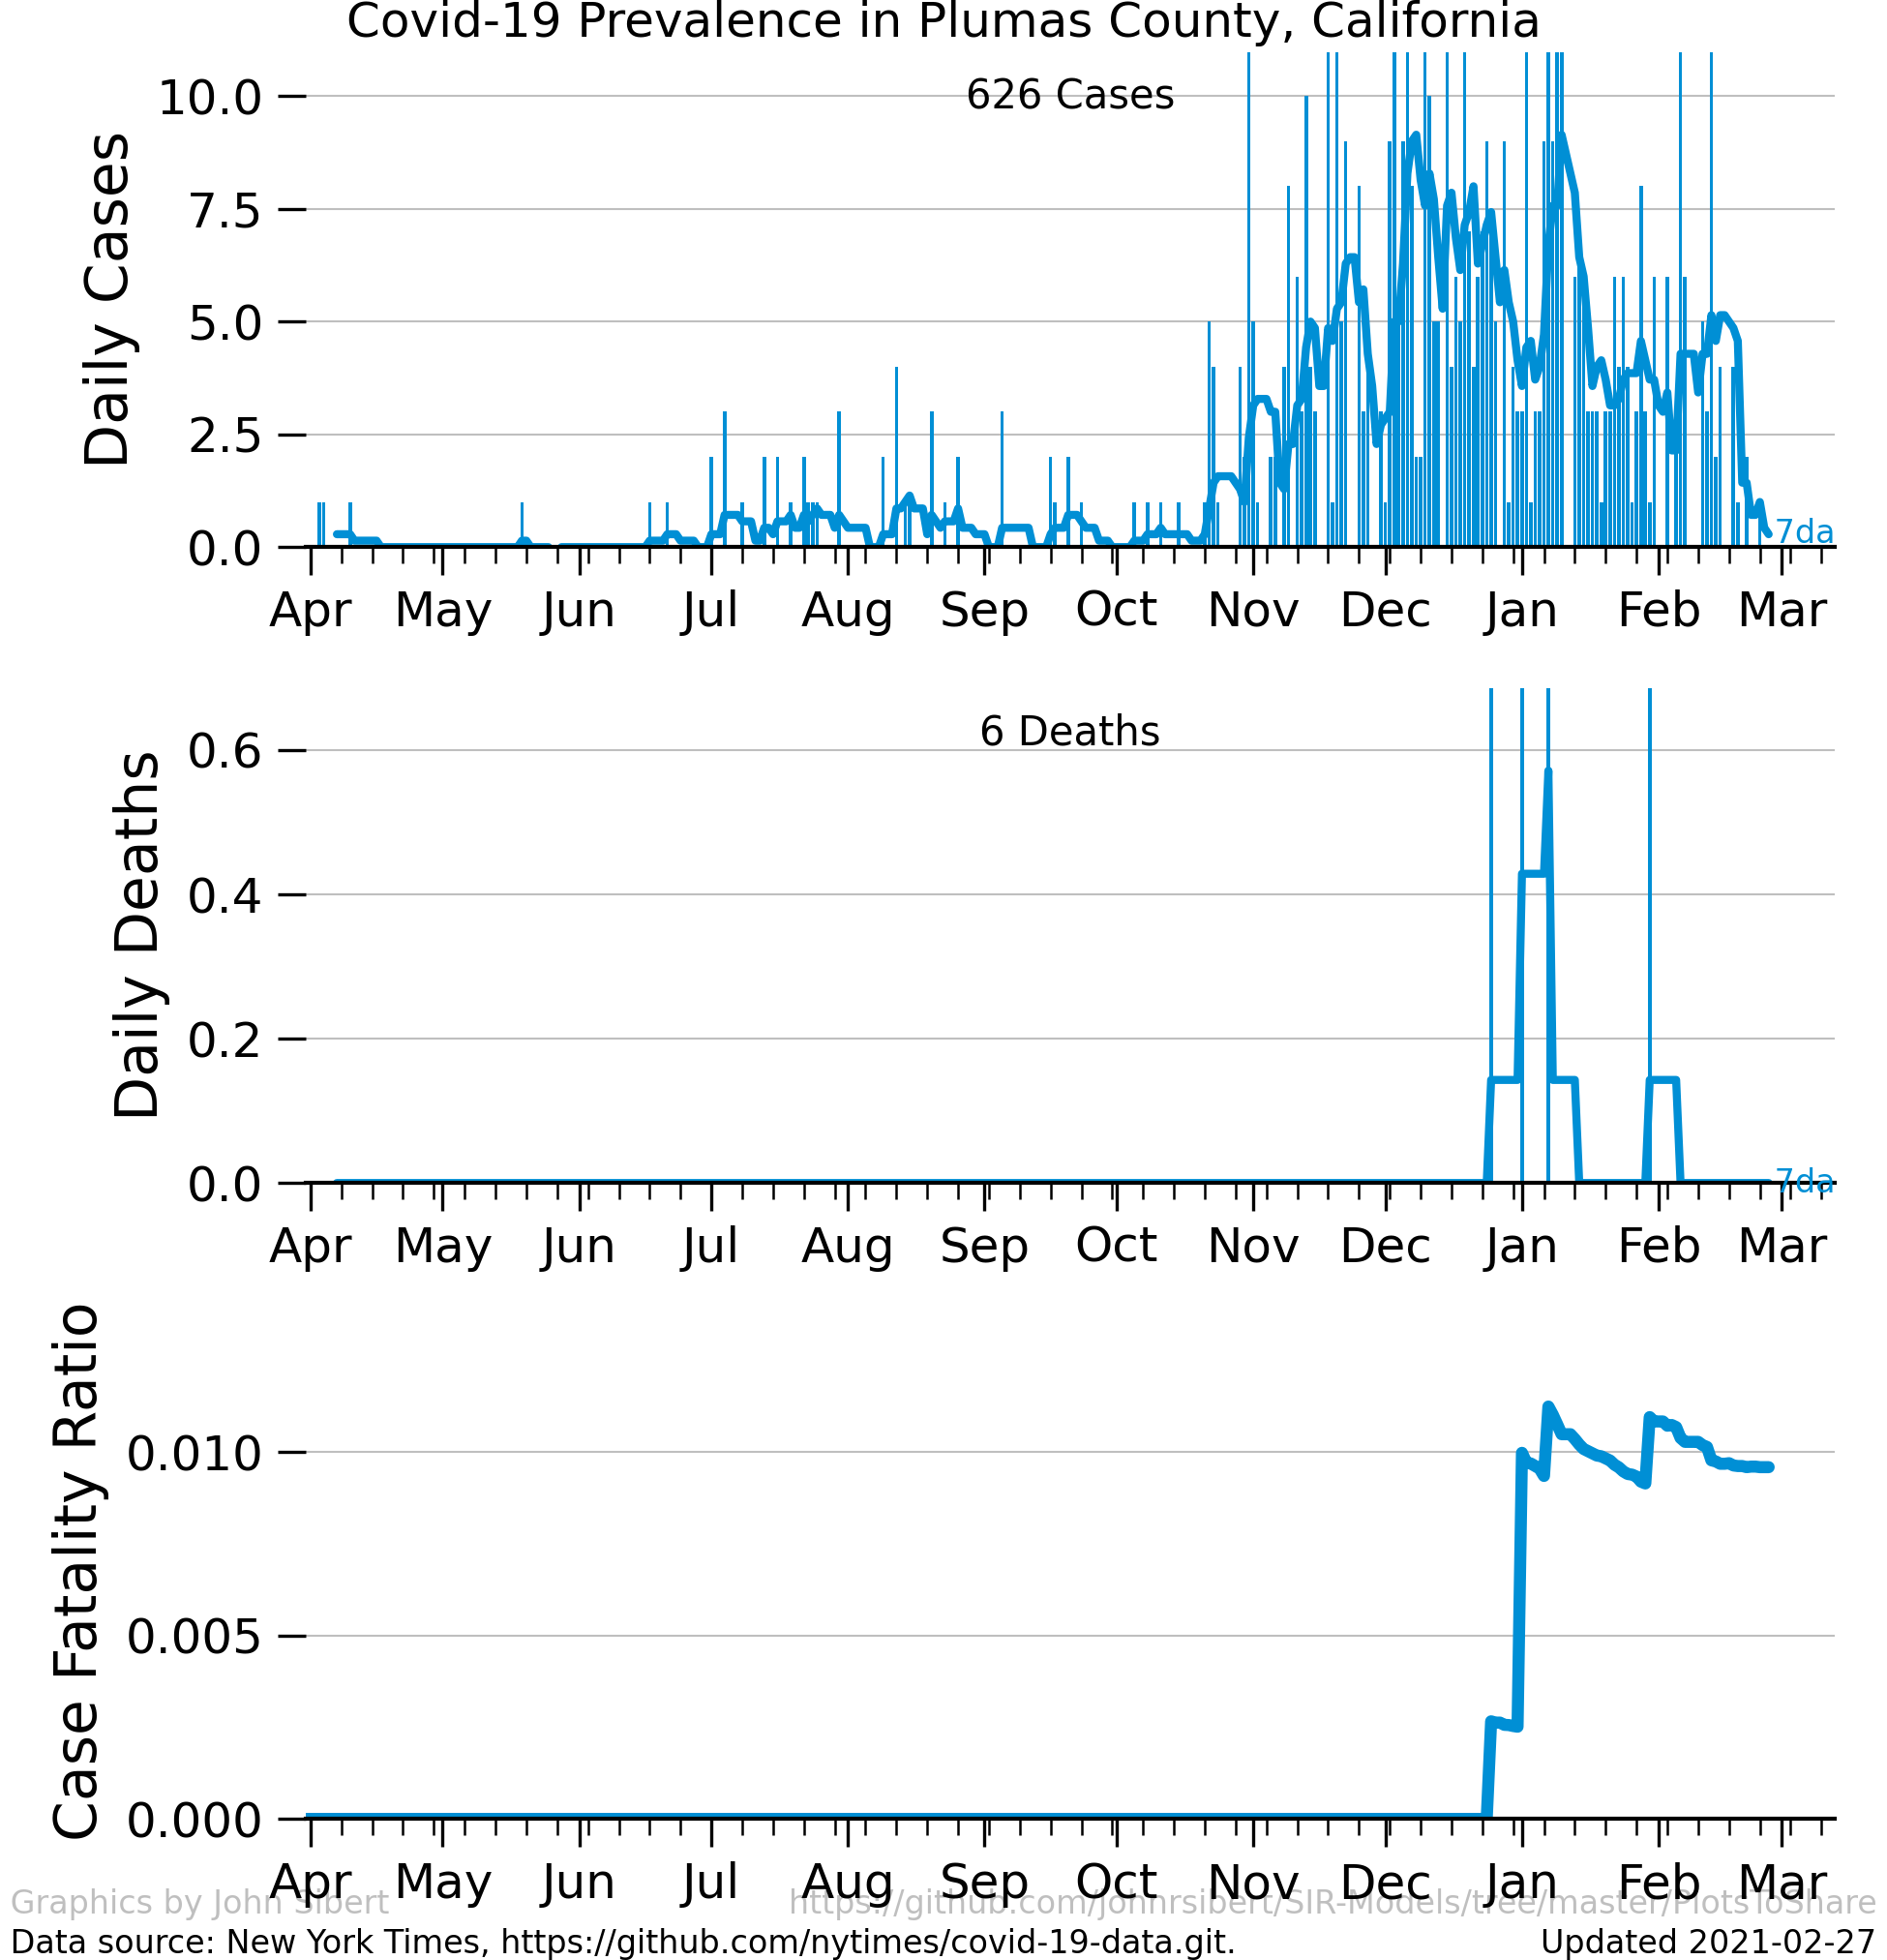 Covid-19 Prevalence in Plumas County, California
626 Cases
Daily Cases
10.0
7.5
5.0
2.5
0.0
7da
Apr May Jun Jul Aug Sep Oct Nov Dec Jan Feb Mar
6 Deaths
Daily Deaths
0.6
0.4
0.2
0.0
7da
Apr May Jun Jul Aug Sep Oct Nov Dec Jan Feb Mar
Case Fatality Ratio
0.010
0.005
0.000
Apr May Jun Jul Aug Sep Oct Nov Dec Jan Feb Mar
Graphics by John Sibert https://github.com/johnrsibert/SIR-Models/tree/master/PlotsToShare
Data source: New York Times, https://github.com/nytimes/covid-19-data.git. Updated 2021-02-27